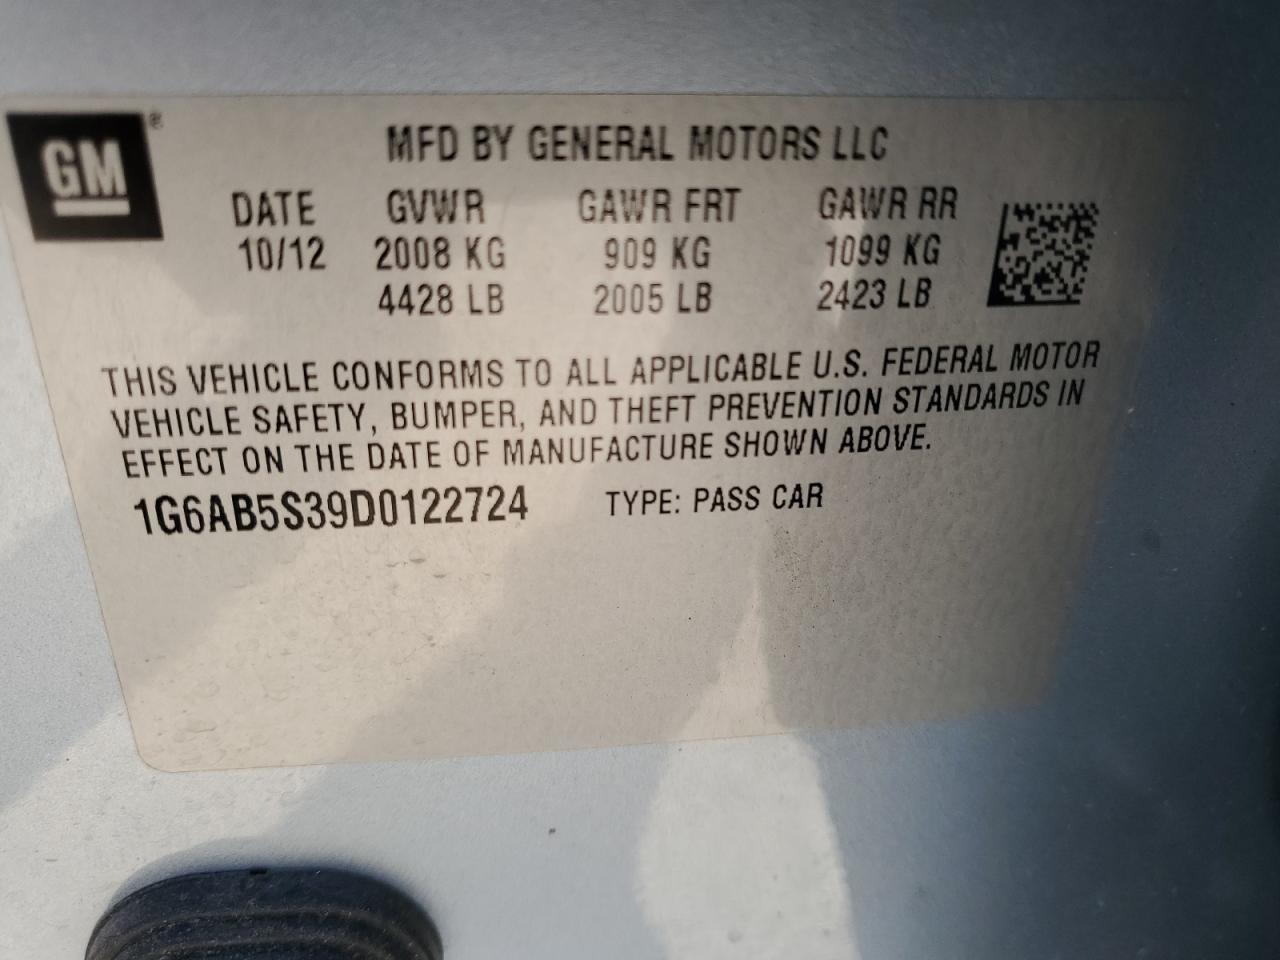 GM ®
MFD BY GENERAL MOTORS LLC
DATE GVWR GAWR FRT GAWR RR
10/12 2008 KG 909 KG 1099 KG
4428 LB 2005 LB 2423 LB
THIS VEHICLE CONFORMS TO ALL APPLICABLE U.S. FEDERAL MOTOR
VEHICLE SAFETY, BUMPER, AND THEFT PREVENTION STANDARDS IN
EFFECT ON THE DATE OF MANUFACTURE SHOWN ABOVE.
1G6AB5S39D0122724 TYPE: PASS CAR